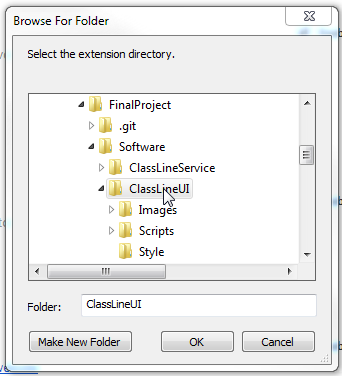 Browse For Folder
Select the extension directory.
FinalProject
.git
Software
ClassLineService
ClassLineUI
Images
Scripts
Style
Folder: ClassLineUI
Make New Folder OK Cancel